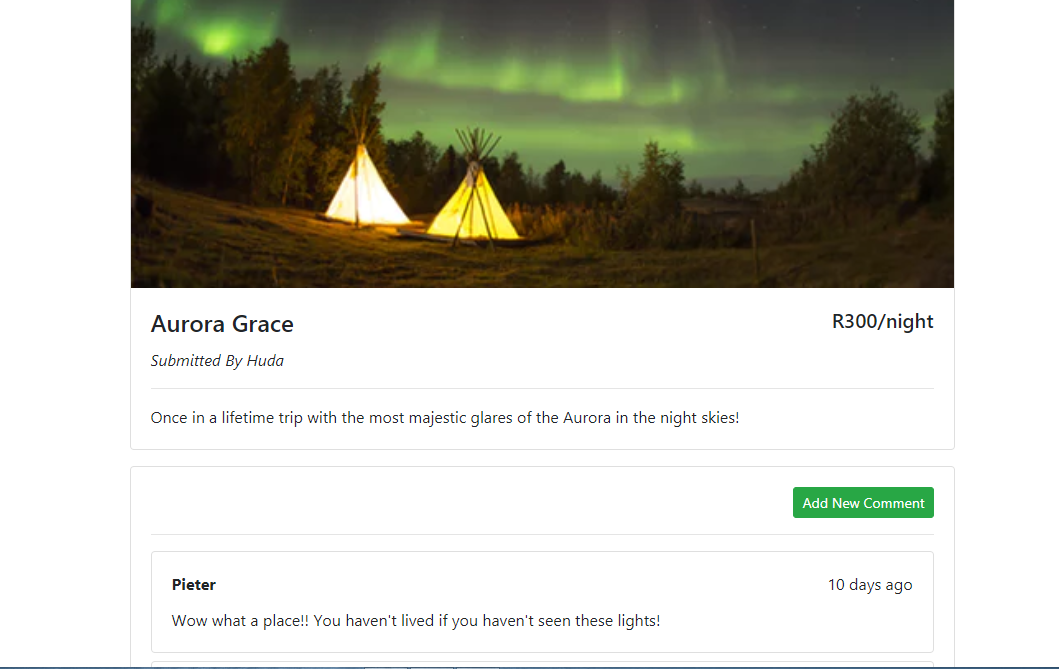 Aurora Grace
R300/night
Submitted By Huda
Once in a lifetime trip with the most majestic glares of the Aurora in the night skies!
Add New Comment
Pieter
10 days ago
Wow what a place!! You haven't lived if you haven't seen these lights!